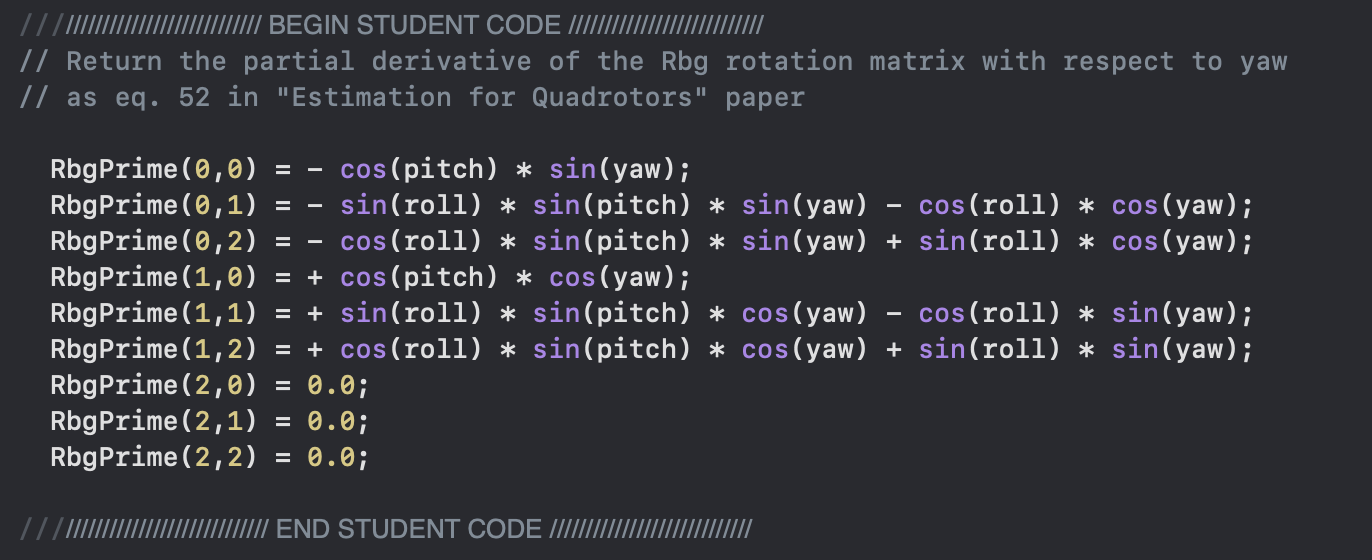 ////////////////////////////// BEGIN STUDENT CODE ///////////////////////////
// Return the partial derivative of the Rbg rotation matrix with respect to yaw
// as eq. 52 in "Estimation for Quadrotors" paper
RbgPrime(0,0) = - cos(pitch) * sin(yaw);
RbgPrime(0,1) = - sin(roll) * sin(pitch) * sin(yaw) - cos(roll) * cos(yaw);
RbgPrime(0,2) = - cos(roll) * sin(pitch) * sin(yaw) + sin(roll) * cos(yaw);
RbgPrime(1,0) = + cos(pitch) * cos(yaw);
RbgPrime(1,1) = + sin(roll) * sin(pitch) * cos(yaw) - cos(roll) * sin(yaw);
RbgPrime(1,2) = + cos(roll) * sin(pitch) * cos(yaw) + sin(roll) * sin(yaw);
RbgPrime(2,0) = 0.0;
RbgPrime(2,1) = 0.0;
RbgPrime(2,2) = 0.0;
/////////////////////////////// END STUDENT CODE ////////////////////////////